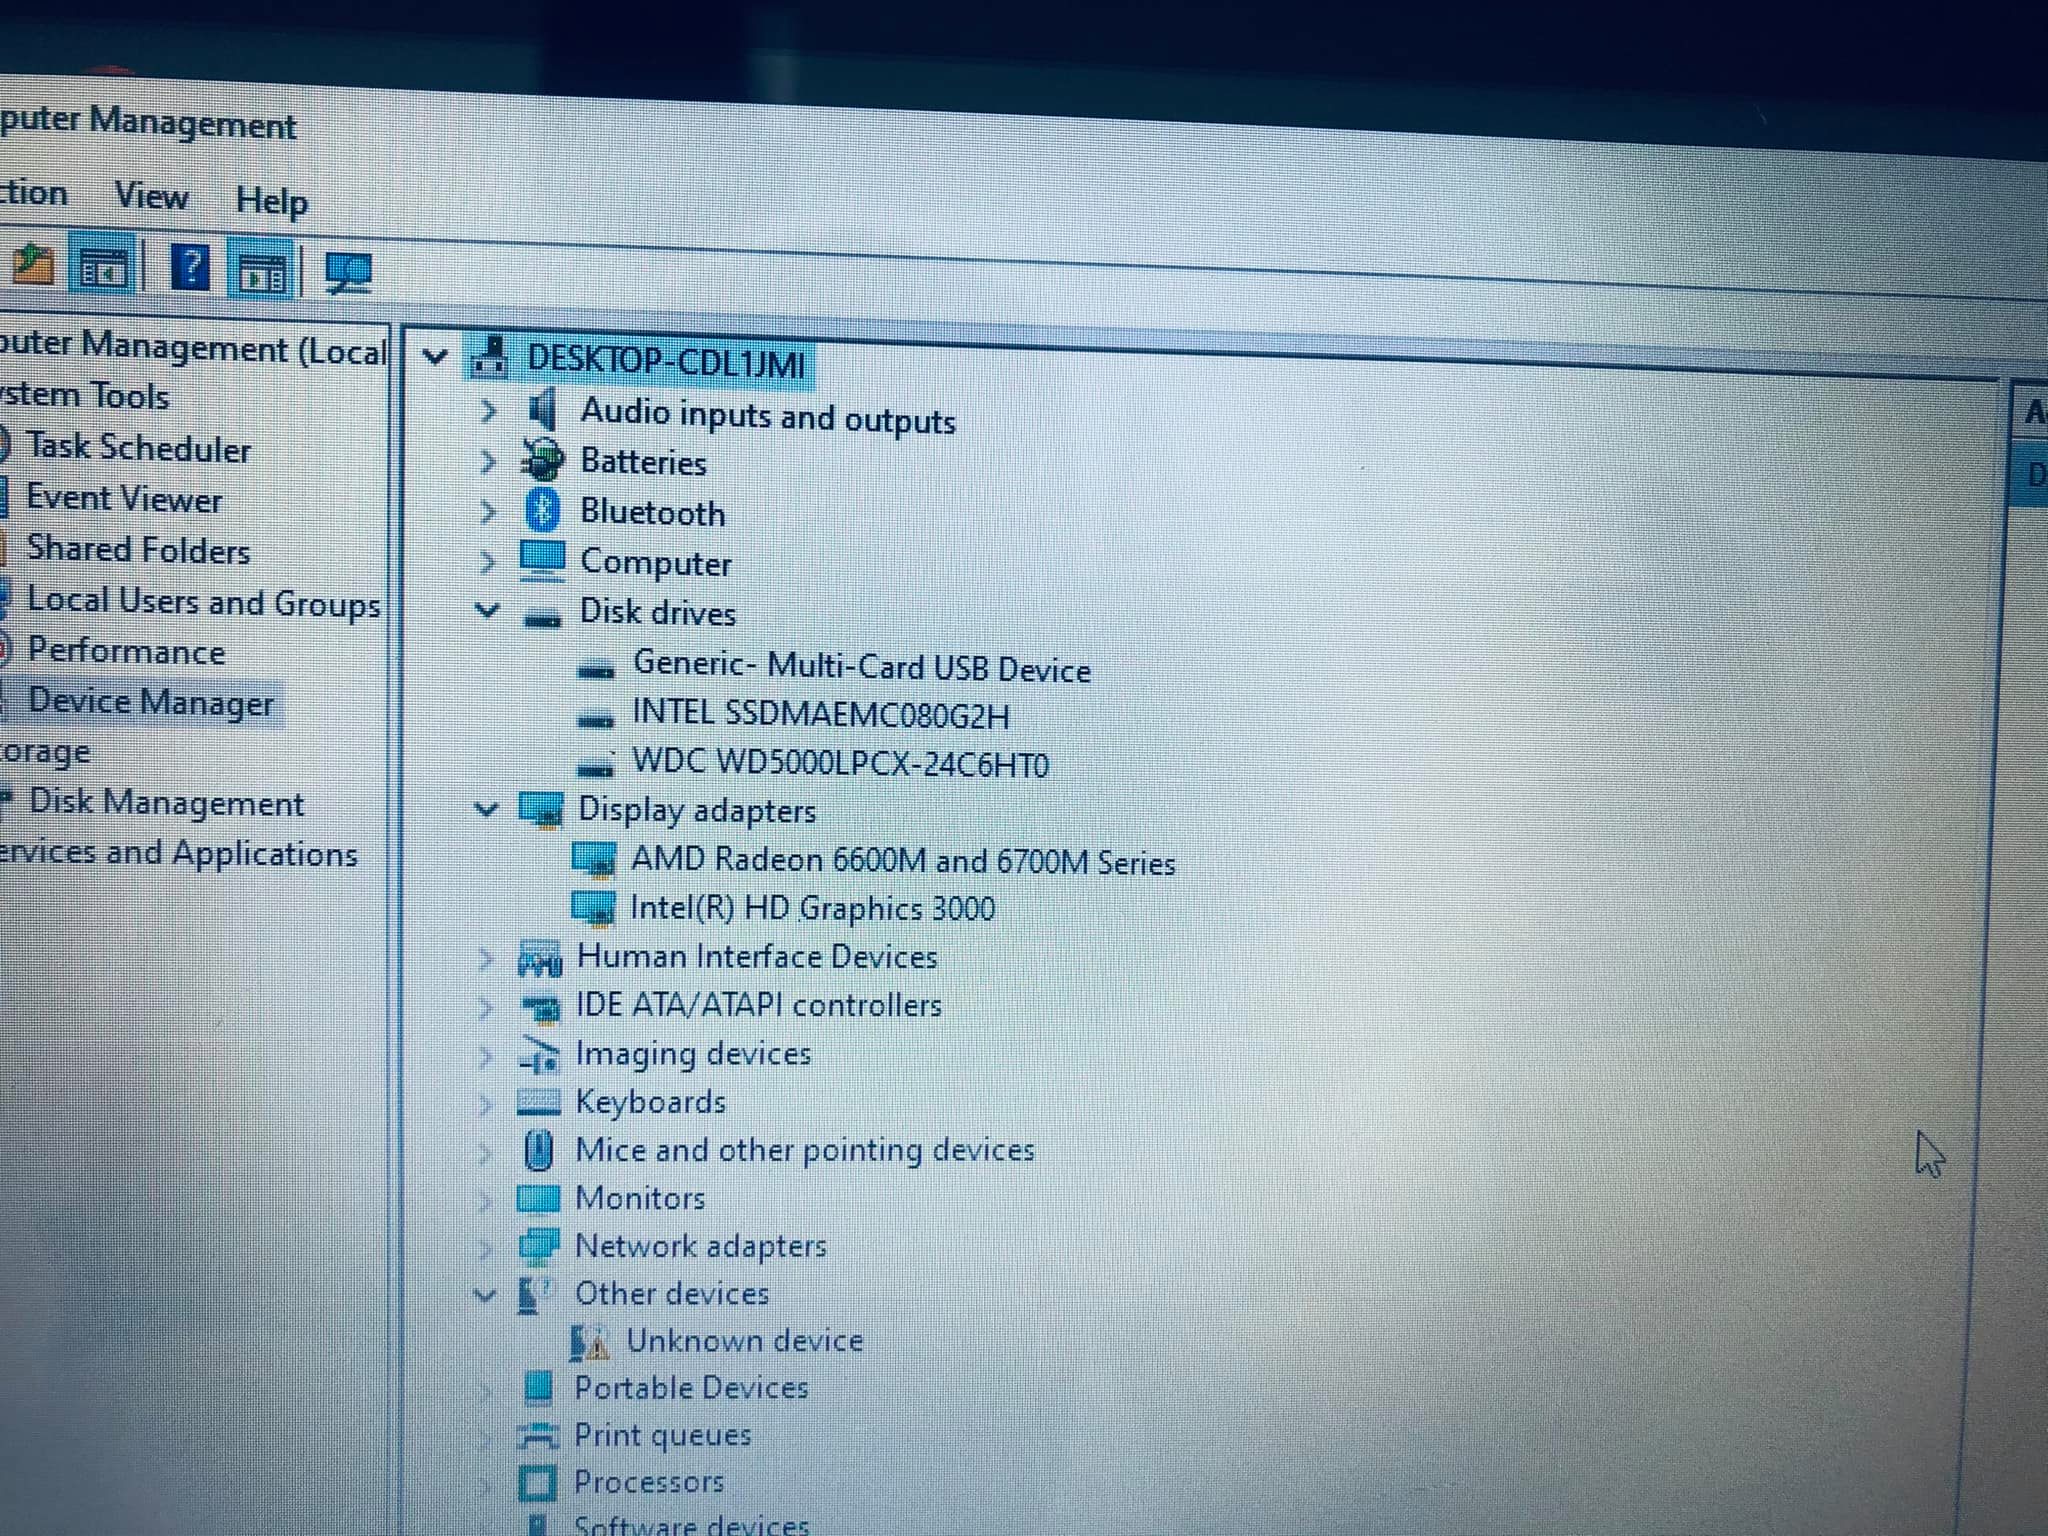 puter Management
ction View Help
puter Management (Local
ystem Tools
Task Scheduler
Event Viewer
Shared Folders
Local Users and Groups
Performance
Device Manager
orage
Disk Management
ervices and Applications
DESKTOP-CDL1JMI
Audio inputs and outputs
Batteries
Bluetooth
Computer
Disk drives
Generic- Multi-Card USB Device
INTEL SSDMAEMC080G2H
WDC WD5000LPCX-24C6HT0
Display adapters
AMD Radeon 6600M and 6700M Series
Intel(R) HD Graphics 3000
Human Interface Devices
IDE ATA/ATAPI controllers
Imaging devices
Keyboards
Mice and other pointing devices
Monitors
Network adapters
Other devices
Unknown device
Portable Devices
Print queues
Processors
Software devices
A
D